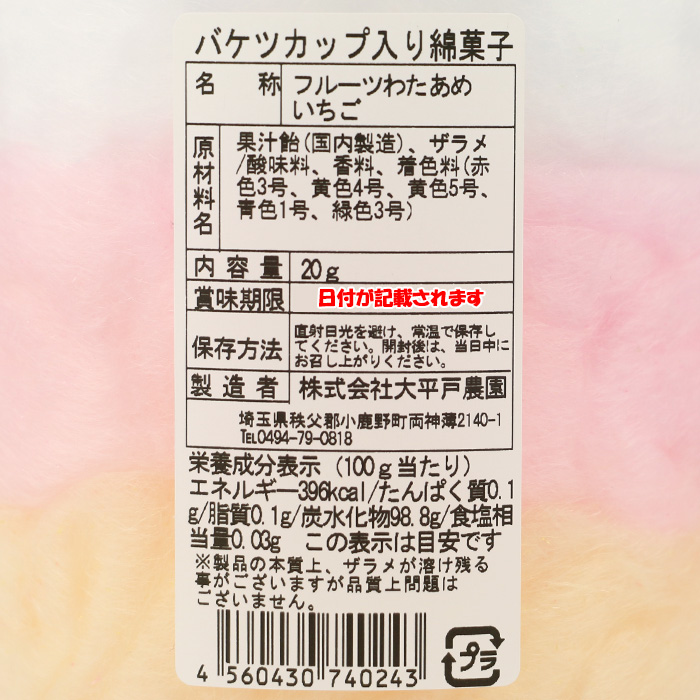 バケツカップ入り綿菓子
名 称 フルーツわたあめ
いちご
原材料名 果汁飴(国内製造)、ザラメ
/酸味料、香料、着色料(赤
色3号、黄色4号、黄色5号、
青色1号、緑色3号)
内容量 20g
賞味期限 日付が記載されます
保存方法 直射日光を避け、常温で保存し
てください。開封後は、当日中に
お召し上がりください。
製造者 株式会社大平戸農園
埼玉県秩父郡小鹿野町両神薄2140-1
TEL0494-79-0818
栄養成分表示(100g当たり)
エネルギー396kcal/たんぱく質0.1
g/脂質0.1g/炭水化物98.8g/食塩相
当量0.03g この表示は目安です
※製品の本質上、ザラメが溶け残る
事がございますが品質上問題は
ございません。
4 560430 740243
プラ